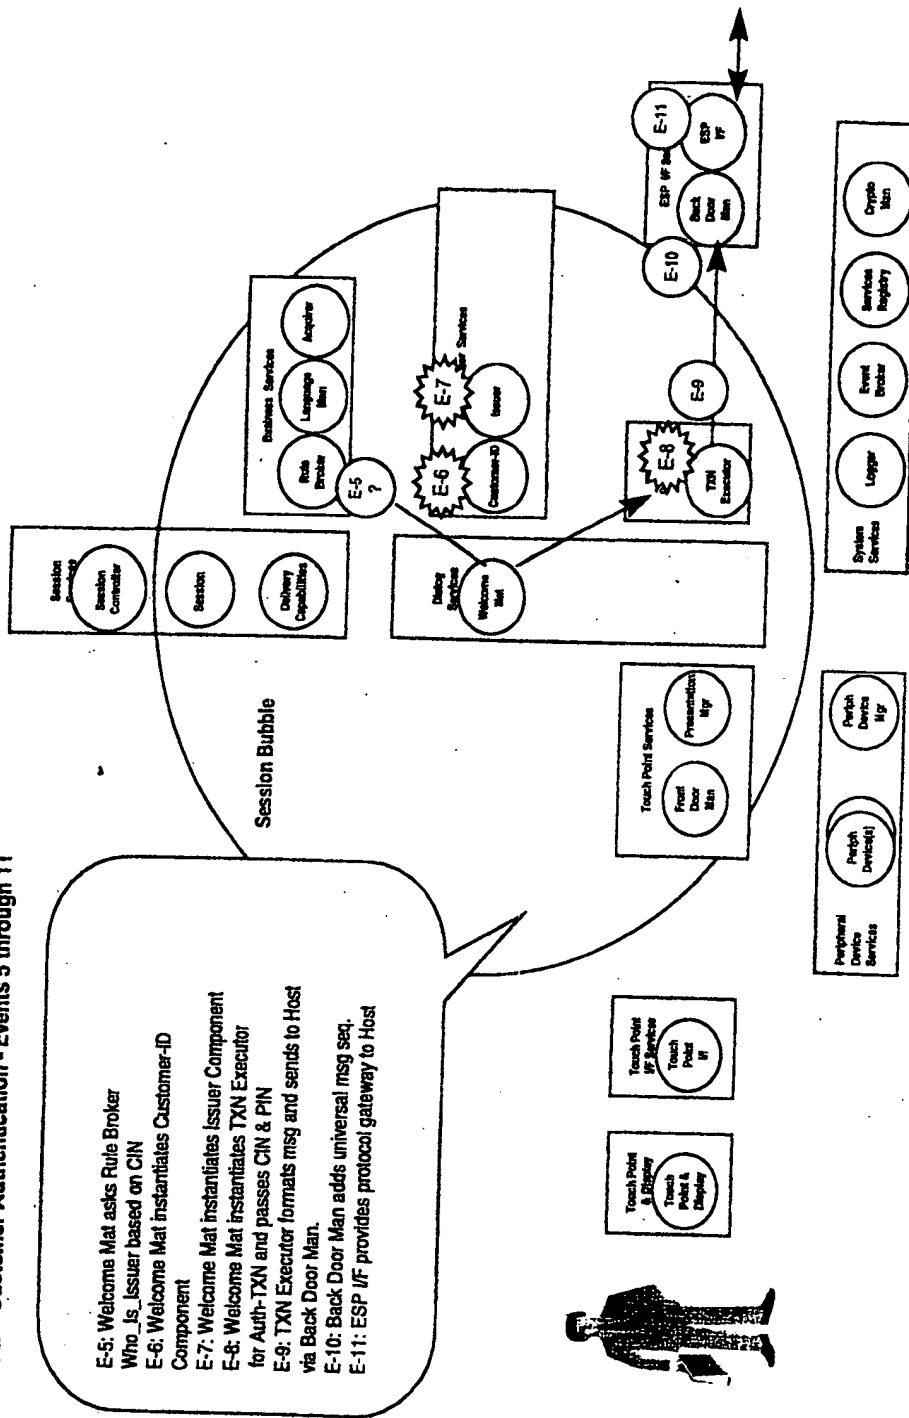 Customer Authentication - Events 5 through 11
E-5: Welcome Mat asks Rule Broker
Who_Is_Issuer based on CIN
E-6: Welcome Mat instantiates Customer-ID
Component
E-7: Welcome Mat instantiates Issuer Component
E-8: Welcome Mat instantiates TXN Executor
for Auth-TXN and passes CIN & PIN
E-9: TXN Executor formats msg and sends to Host
via Back Door Man.
E-10: Back Door Man adds universal msg seq.
E-11: ESP I/F provides protocol gateway to Host
Session Bubble
Session
Session
Controller
Session
Delivery
Capabilities
Business Services
Rule
Broker
Language
Man
Acquirer
E-5
?
Services
E-6
E-7
Customer-ID
Issuer
Dialog
Services
Welcome
Mat
E-8
TXN
Executor
E-9
E-10
ESP I/F
E-11
Back
Door
Man
ESP
I/F
Touch Point Services
Front
Door
Man
Presentation
Mgr
Touch Point
& Display
Touch
Point &
Display
Touch Point
I/F Services
Touch
Point
I/f
Peripheral
Device
Services
Periph
Device(s)
Periph
Device
Mgr
System
Services
Logger
Event
Broker
Services
Registry
Crypto
Man